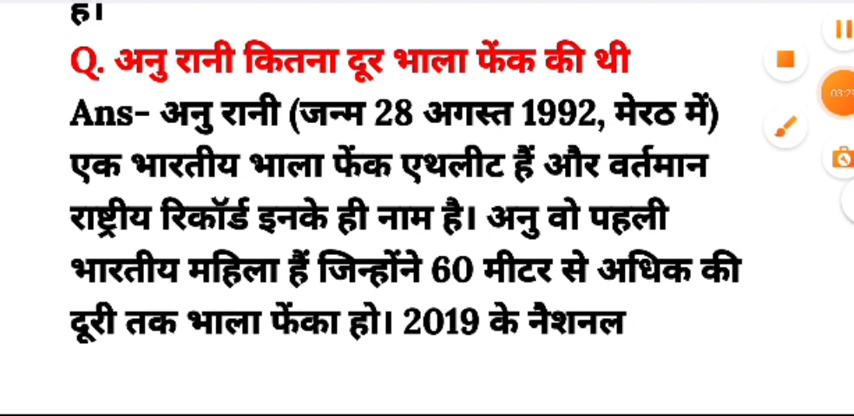 है।
Q. अनु रानी कितना दूर भाला फेंक की थी
Ans- अनु रानी (जन्म 28 अगस्त 1992, मेरठ में)
एक भारतीय भाला फेंक एथलीट हैं और वर्तमान
राष्ट्रीय रिकॉर्ड इनके ही नाम है। अनु वो पहली
भारतीय महिला हैं जिन्होंने 60 मीटर से अधिक की
दूरी तक भाला फेंका हो। 2019 के नैशनल